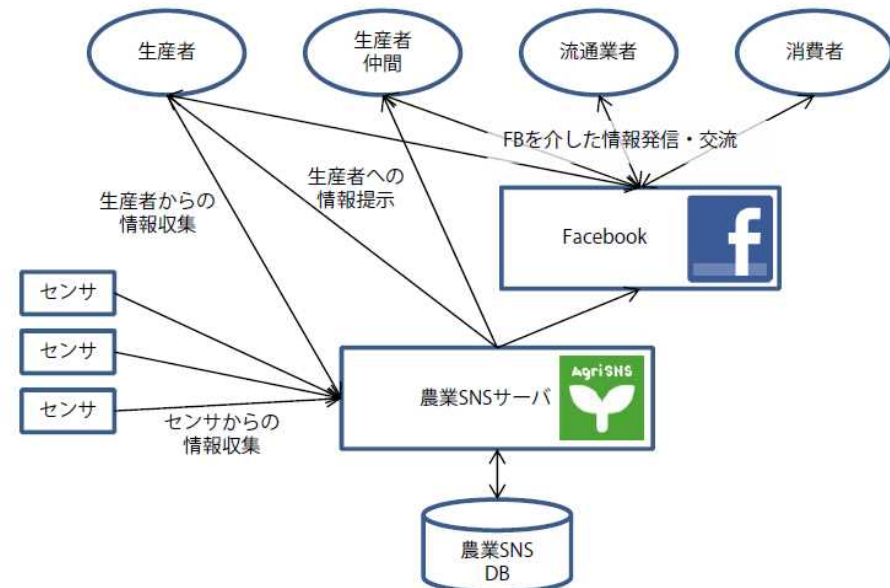 生産者
生産者
仲間
流通業者
消費者
FBを介した情報発信・交流
生産者からの
情報収集
生産者への
情報提示
Facebook
f
センサ
センサ
センサ
センサからの
情報収集
農業SNSサーバ
AgriSNS
農業SNS
DB